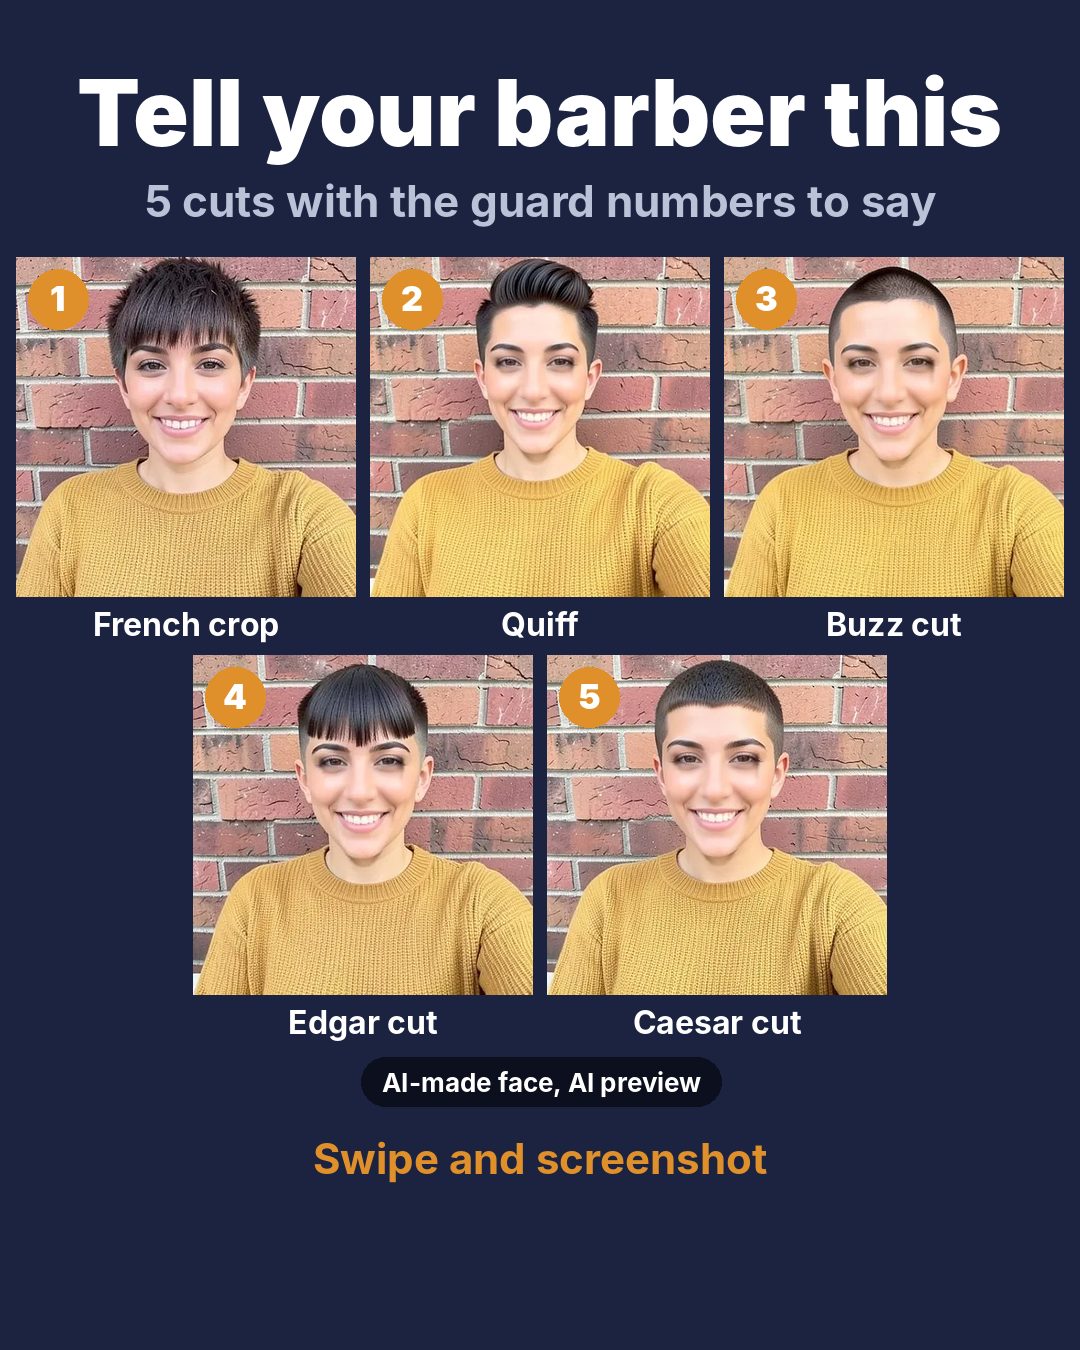 Tell your barber this
5 cuts with the guard numbers to say
1
2
3
French crop
Quiff
Buzz cut
4
5
Edgar cut
Caesar cut
AI-made face, AI preview
Swipe and screenshot